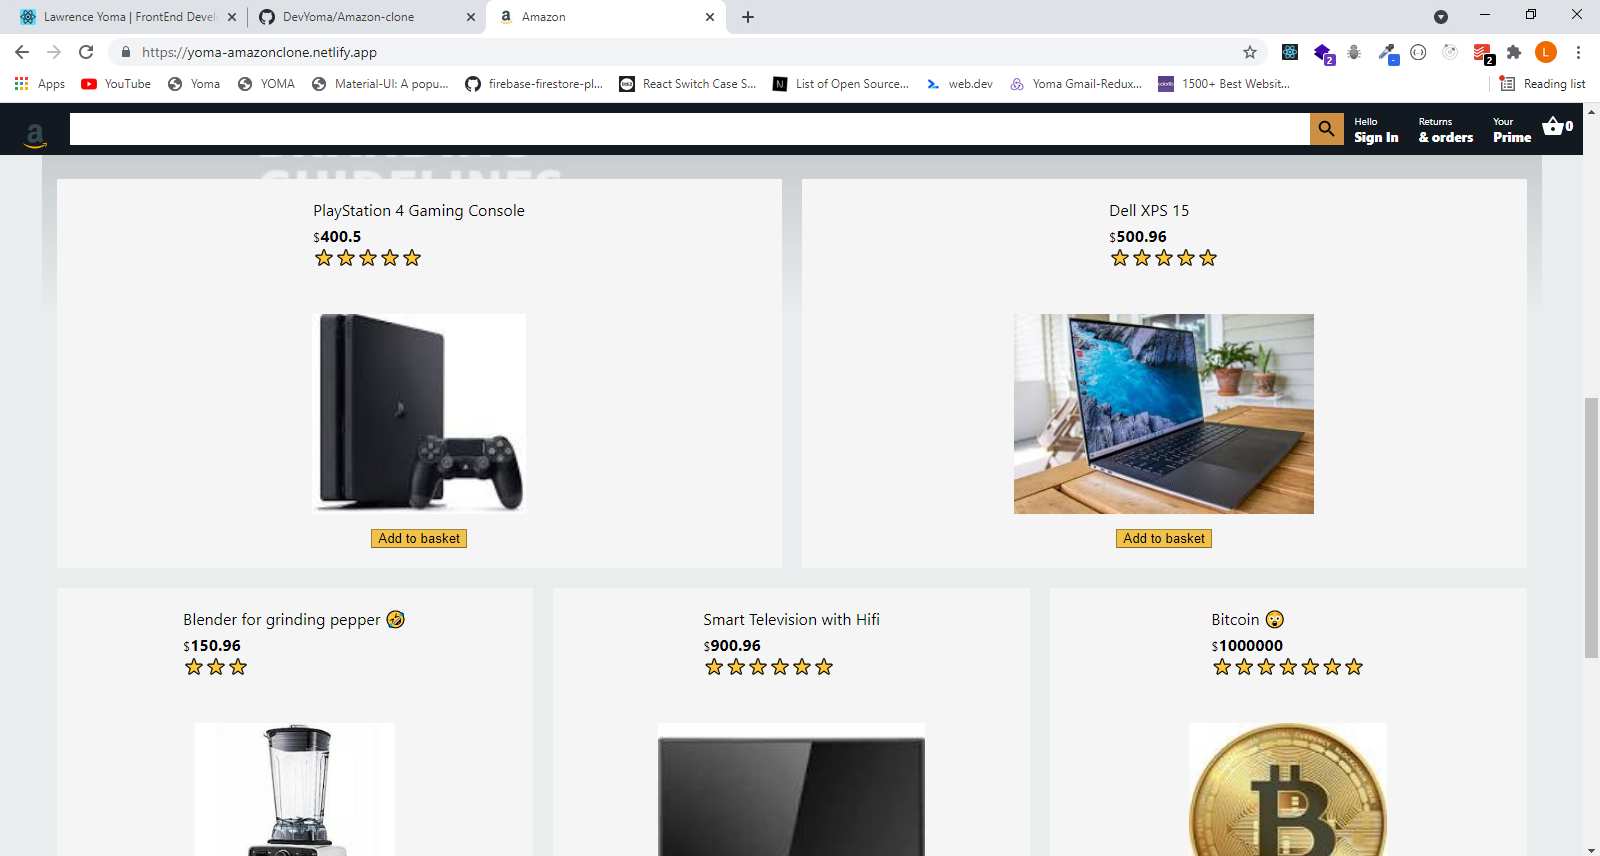 Lawrence Yoma | FrontEnd Devel
DevYoma/Amazon-clone
Amazon
https://yoma-amazonclone.netlify.app
L
2
2
Apps
YouTube
Yoma
YOMA
Material-UI: A popu...
firebase-firestore-pl...
React Switch Case S...
List of Open Source...
web.dev
Yoma Gmail-Redux...
1500+ Best Websit...
Reading list
a
Hello
Sign In
Returns
& orders
Your
Prime
0
BRANDING
GUIDELINES
PlayStation 4 Gaming Console
$400.5
⭐⭐⭐⭐⭐
Add to basket
Dell XPS 15
$500.96
⭐⭐⭐⭐⭐
Add to basket
Blender for grinding pepper 🤣
$150.96
⭐⭐⭐
Smart Television with Hifi
$900.96
⭐⭐⭐⭐⭐⭐
Bitcoin 😲
$1000000
⭐⭐⭐⭐⭐⭐⭐